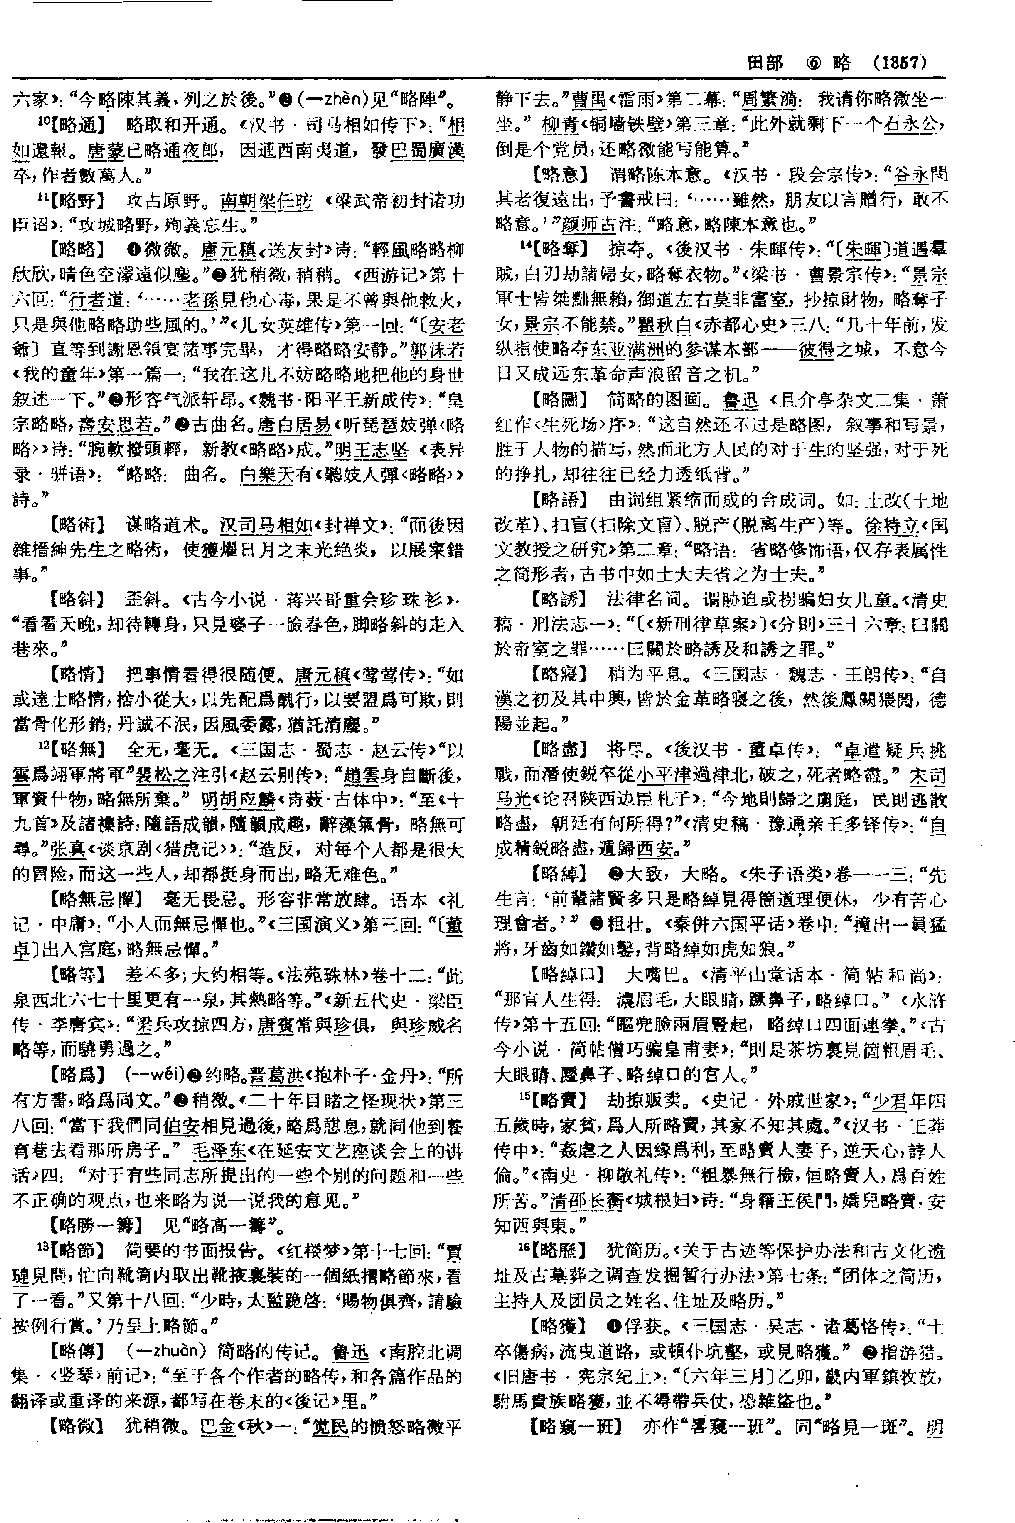 田部 ⑥ 略 (1357)
六家》：“今略陳其義，列之於後。”❷(—zhèn)见“略陣”。
10【略通】 略取和开通。《汉书·司马相如传下》：“相
如還報。唐蒙已略通夜郎，因通西南夷道，發巴蜀廣漢
卒，作者數萬人。”
11【略野】 攻占原野。南朝梁任昉《梁武帝初封诸功
臣诏》：“攻城略野，殉義忘生。”
【略略】 ❶微微。唐元稹《送友封》诗：“輕風略略柳
欣欣，晴色空濛遠似塵。”❷犹稍微，稍稍。《西游记》第十
六回：“行者道：‘……老孫見他心毒，果是不曾與他救火，
只是與他略略助些風的。’”《儿女英雄传》第一回：“〔安老
爺〕直等到謝恩領宴諸事完畢，才得略略安静。”郭沫若
《我的童年》第一篇一：“我在这儿不妨略略地把他的身世
叙述一下。”❸形容气派轩昂。《魏书·阳平王新成传》：“皇
宗略略，壽安思若。”❹古曲名。唐白居易《听琵琶妓弹〈略
略〉》诗：“腕軟撥頭輕，新教《略略》成。”明王志坚《表异
录·骈语》：“略略：曲名。白樂天有《聽妓人彈〈略略〉》
詩。”
【略術】 谋略道术。汉司马相如《封禅文》：“而後因
雜搢紳先生之略術，使獲燿日月之末光絶炎，以展寀錯
事。”
【略斜】 歪斜。《古今小说·蒋兴哥重会珍珠衫》：
“看看天晚，却待轉身，只見婆子一臉春色，脚略斜的走入
巷來。”
【略情】 把事情看得很随便。唐元稹《莺莺传》：“如
或達士略情，捨小從大，以先配爲醜行，以要盟爲可欺，則
當骨化形銷，丹誠不泯，因風委露，猶託清塵。”
12【略無】 全无，毫无。《三国志·蜀志·赵云传》“以
雲爲翊軍將軍”裴松之注引《赵云别传》：“趙雲身自斷後，
軍資什物，略無所棄。” 明胡应麟《诗薮·古体中》：“至《十
九首》及諸雜詩，隨語成韻，隨韻成趣，辭藻氣骨，略無可
尋。”张真《谈京剧〈猎虎记〉》：“造反，对每个人都是很大
的冒险，而这一些人，却都挺身而出，略无难色。”
【略無忌憚】 毫无畏忌。形容非常放肆。语本《礼
记·中庸》：“小人而無忌憚也。”《三国演义》第三回：“〔董
卓〕出入宫庭，略無忌憚。”
【略等】 差不多；大约相等。《法苑珠林》卷十二：“此
泉西北六七十里更有一泉，其熱略等。”《新五代史·梁臣
传·李唐宾》：“梁兵攻掠四方，唐賓常與珍俱，與珍威名
略等，而驍勇過之。”
【略爲】 (—wéi)❶约略。晋葛洪《抱朴子·金丹》：“所
有方書，略爲同文。”❷稍微。《二十年目睹之怪现状》第三
八回：“當下我們同伯安相見過後，略爲憩息，就同他到養
育巷去看那所房子。” 毛泽东《在延安文艺座谈会上的讲
话》四：“对于有些同志所提出的一些个别的问题和一些
不正确的观点，也来略为说一说我的意见。”
【略勝一籌】 见“略高一籌”。
13【略節】 简要的书面报告。《红楼梦》第十七回：“賈
璉見問，忙向靴筩内取出靴掖裏裝的一個紙摺略節來，看
了一看。”又第十八回：“少時，太監跪啓：‘賜物俱齊，請驗
按例行賞。’乃呈上略節。”
【略傳】 (—zhuàn) 简略的传记。鲁迅《南腔北调
集·〈竖琴〉前记》：“至于各个作者的略传，和各篇作品的
翻译或重译的来源，都写在卷末的《後记》里。”
【略微】 犹稍微。巴金《秋》一：“觉民的愤怒略微平
静下去。”曹禺《雷雨》第二幕：“周繁漪：我请你略微坐一
坐。” 柳青《铜墙铁壁》第三章：“此外就剩下一个石永公，
倒是个党员，还略微能写能算。”
【略意】 谓略陈本意。《汉书·段会宗传》：“谷永閔
其老復遠出，予書戒曰：‘……雖然，朋友以言贈行，敢不
略意。’”颜师古注：“略意，略陳本意也。”
14【略奪】 掠夺。《後汉书·朱晖传》：“〔朱暉〕道遇羣
賊，白刃劫諸婦女，略奪衣物。”《梁书·曹景宗传》：“景宗
軍士皆桀黠無賴，御道左右莫非富室，抄掠財物，略奪子
女，景宗不能禁。”瞿秋白《赤都心史》三八：“几十年前，发
纵指使略夺东亚满洲的参谋本部——彼得之城，不意今
日又成远东革命声浪留音之机。”
【略圖】 简略的图画。鲁迅《且介亭杂文二集·萧
红作〈生死场〉序》：“这自然还不过是略图，叙事和写景，
胜于人物的描写，然而北方人民的对于生的坚强，对于死
的挣扎，却往往已经力透纸背。”
【略語】 由词组紧缩而成的合成词。如：土改(土地
改革)、扫盲(扫除文盲)、脱产(脱离生产)等。徐特立《国
文教授之研究》第二章：“略语：省略修饰语，仅存表属性
之简形者，古书中如士大夫省之为士夫。”
【略誘】 法律名词。谓胁迫或拐骗妇女儿童。《清史
稿·刑法志一》：“〔《新刑律草案》〕《分則》三十六章：曰關
於帝室之罪……曰關於略誘及和誘之罪。”
【略寢】 稍为平息。《三国志·魏志·王朗传》：“自
漢之初及其中興，皆於金革略寢之後，然後鳳闕猥閌，德
陽並起。”
【略盡】 将尽。《後汉书·董卓传》：“卓遣疑兵挑
戰，而潛使鋭卒從小平津過津北，破之，死者略盡。” 宋司
马光《论召陕西边臣札子》：“今地則歸之虜庭，民則逃散
略盡，朝廷有何所得？”《清史稿·豫通亲王多铎传》：“自
成精鋭略盡，遁歸西安。”
【略綽】 ❶大致，大略。《朱子语类》卷一一三：“先
生言：‘前輩諸賢多只是略綽見得箇道理便休，少有苦心
理會者。’” ❷粗壮。《秦併六国平话》卷中：“撞出一員猛
將，牙齒如鑽如鑿，背略綽如虎如狼。”
【略綽口】 大嘴巴。《清平山堂话本·简帖和尚》：
“那官人生得：濃眉毛，大眼睛，蹶鼻子，略綽口。” 《水浒
传》第十五回：“𥉌兜臉兩眉豎起，略綽口四面連拳。”《古
今小说·简帖僧巧骗皇甫妻》：“則是茶坊裏見箇粗眉毛、
大眼睛、蹶鼻子、略綽口的官人。”
15【略賣】 劫掠贩卖。《史记·外戚世家》：“少君年四
五歲時，家貧，爲人所略賣，其家不知其處。”《汉书·王莽
传中》：“姦虐之人因緣爲利，至略賣人妻子，逆天心，誖人
倫。”《南史·柳敬礼传》：“粗暴無行檢，恒略賣人，爲百姓
所苦。”清邵长蘅《城根妇》诗：“身籍王侯門，嬌兒略賣，安
知西與東。”
16【略歷】 犹简历。《关于古迹等保护办法和古文化遗
址及古墓葬之调查发掘暂行办法》第七条：“团体之简历，
主持人及团员之姓名、住址及略历。”
【略獲】 ❶俘获。《三国志·吴志·诸葛恪传》：“士
卒傷病，流曳道路，或頓仆坑壑，或見略獲。” ❷指游猎。
《旧唐书·宪宗纪上》：“〔六年三月〕乙卯，畿内軍鎮牧放，
駙馬貴族略獲，並不得帶兵仗，恐雜盜也。”
【略窺一斑】 亦作“畧窺一班”。同“略見一斑”。明